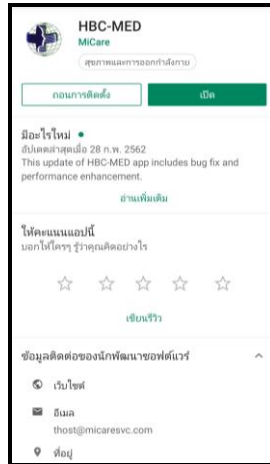 HBC-MED
MiCare
สุขภาพและการออกกำลังกาย
ถอนการติดตั้ง
เปิด
มีอะไรใหม่
อัปเดตล่าสุดเมื่อ 28 ก.พ. 2562
This update of HBC-MED app includes bug fix and
performance enhancement.
อ่านเพิ่มเติม
ให้คะแนนแอปนี้
บอกให้ใครๆ รู้ว่าคุณคิดอย่างไร
เขียนรีวิว
ข้อมูลติดต่อของนักพัฒนาซอฟต์แวร์
เว็บไซต์
อีเมล
thost@micaresvc.com
ที่อยู่